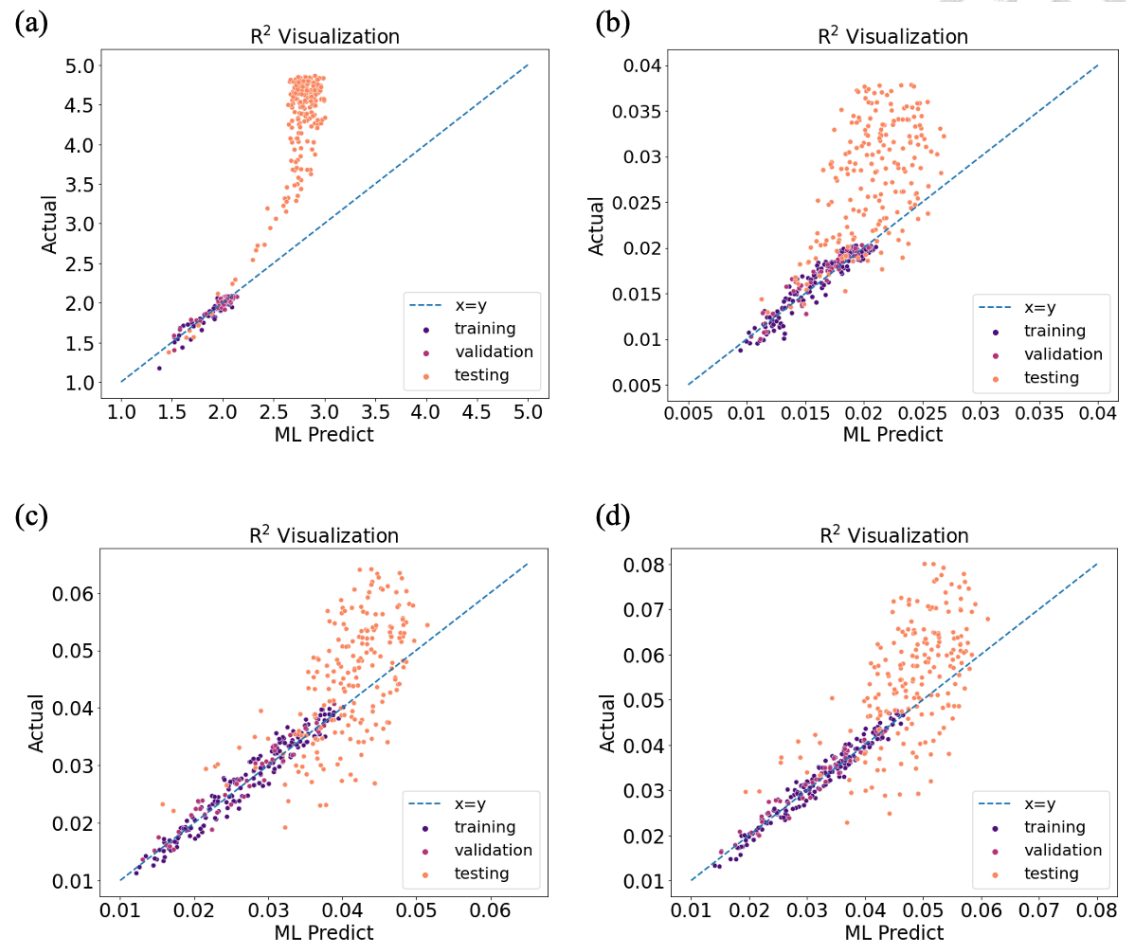 (a)
R² Visualization
5.0
4.5
4.0
3.5
3.0
2.5
2.0
1.5
1.0
Actual
x=y
training
validation
testing
1.0 1.5 2.0 2.5 3.0 3.5 4.0 4.5 5.0
ML Predict
(b)
R² Visualization
0.04
0.035
0.03
0.025
0.02
0.015
0.01
0.005
Actual
x=y
training
validation
testing
0.005 0.01 0.015 0.02 0.025 0.03 0.035 0.04
ML Predict
(c)
R² Visualization
0.06
0.05
0.04
0.03
0.02
0.01
Actual
x=y
training
validation
testing
0.01 0.02 0.03 0.04 0.05 0.06
ML Predict
(d)
R² Visualization
0.08
0.07
0.06
0.05
0.04
0.03
0.02
0.01
Actual
x=y
training
validation
testing
0.01 0.02 0.03 0.04 0.05 0.06 0.07 0.08
ML Predict